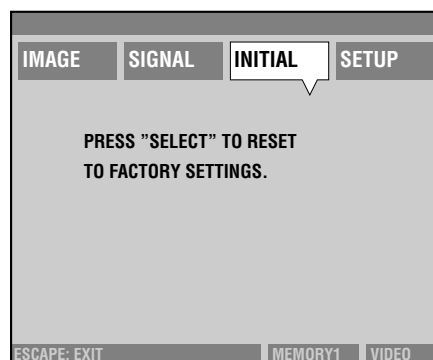 IMAGE SIGNAL INITIAL SETUP
PRESS ”SELECT” TO RESET
TO FACTORY SETTINGS.
ESCAPE: EXIT MEMORY1 VIDEO